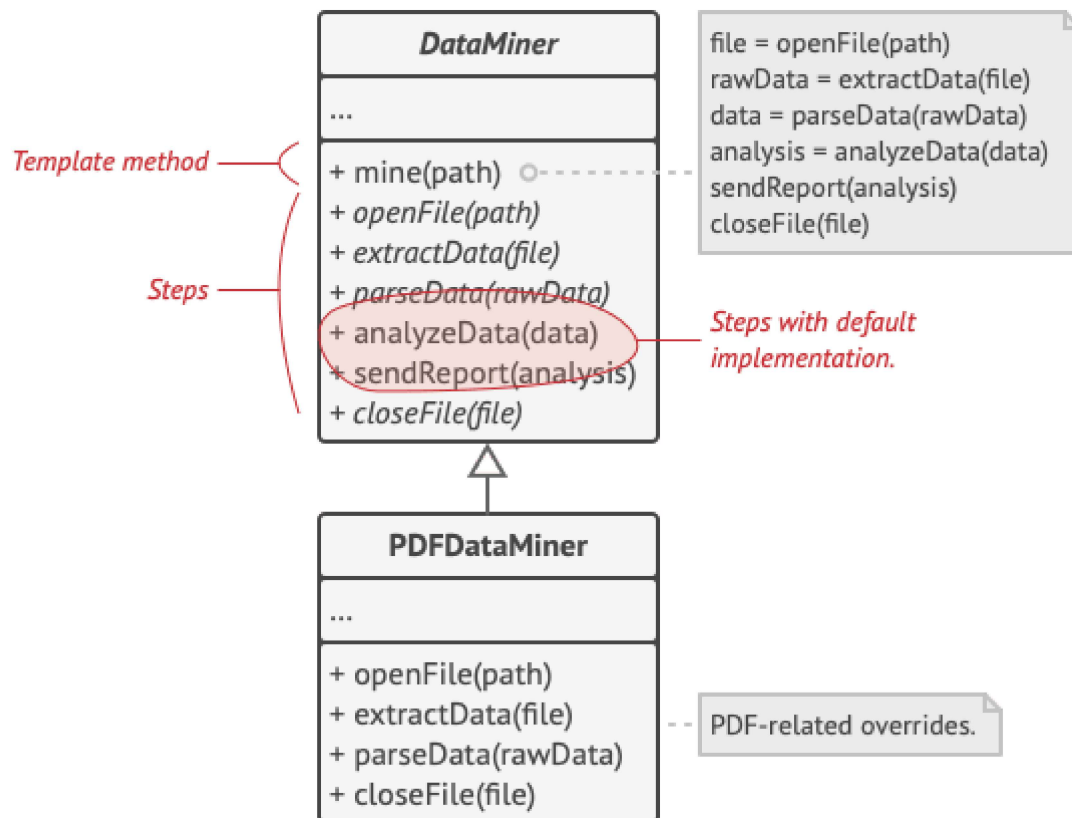 DataMiner
...
Template method
+ mine(path)
+ openFile(path)
+ extractData(file)
+ parseData(rawData)
+ analyzeData(data)
+ sendReport(analysis)
+ closeFile(file)
Steps
file = openFile(path)
rawData = extractData(file)
data = parseData(rawData)
analysis = analyzeData(data)
sendReport(analysis)
closeFile(file)
Steps with default
implementation.
PDFDataMiner
...
+ openFile(path)
+ extractData(file)
+ parseData(rawData)
+ closeFile(file)
PDF-related overrides.